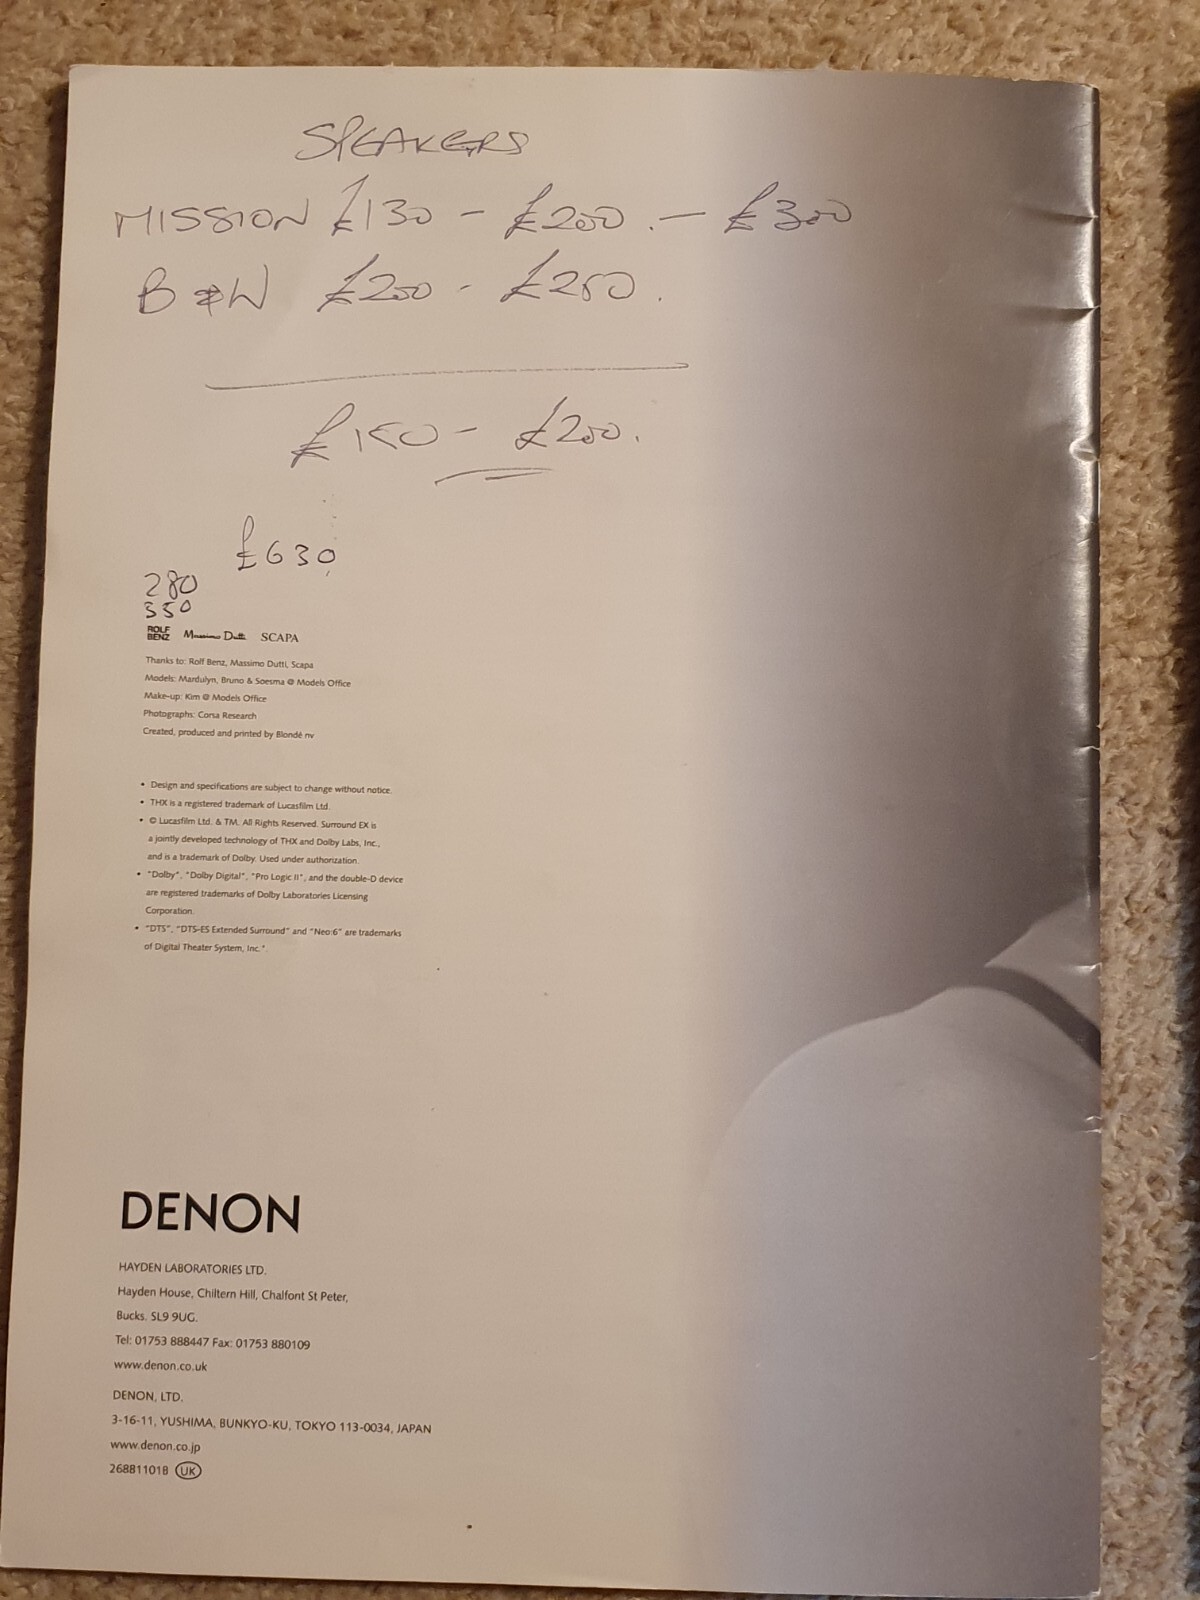 SPEAKERS
MISSION £130 - £200. - £300
B&W £200 - £250.
£150 - £200.
£630
280
350
ROLF
BENZ Massimo Dutti SCAPA
Thanks to: Rolf Benz, Massimo Dutti, Scapa
Models: Mardulyn, Bruno & Soesma @ Models Office
Make-up: Kim @ Models Office
Photographs: Corsa Research
Created, produced and printed by Blondé nv
• Design and specifications are subject to change without notice.
• THX is a registered trademark of Lucasfilm Ltd.
• © Lucasfilm Ltd. & TM. All Rights Reserved. Surround EX is
a jointly developed technology of THX and Dolby Labs, Inc.,
and is a trademark of Dolby. Used under authorization.
• "Dolby", "Dolby Digital", "Pro Logic II", and the double-D device
are registered trademarks of Dolby Laboratories Licensing
Corporation.
• "DTS", "DTS-ES Extended Surround" and "Neo:6" are trademarks
of Digital Theater System, Inc.".
DENON
HAYDEN LABORATORIES LTD.
Hayden House, Chiltern Hill, Chalfont St Peter,
Bucks. SL9 9UG.
Tel: 01753 888447 Fax: 01753 880109
www.denon.co.uk
DENON, LTD.
3-16-11, YUSHIMA, BUNKYO-KU, TOKYO 113-0034, JAPAN
www.denon.co.jp
268811018 UK